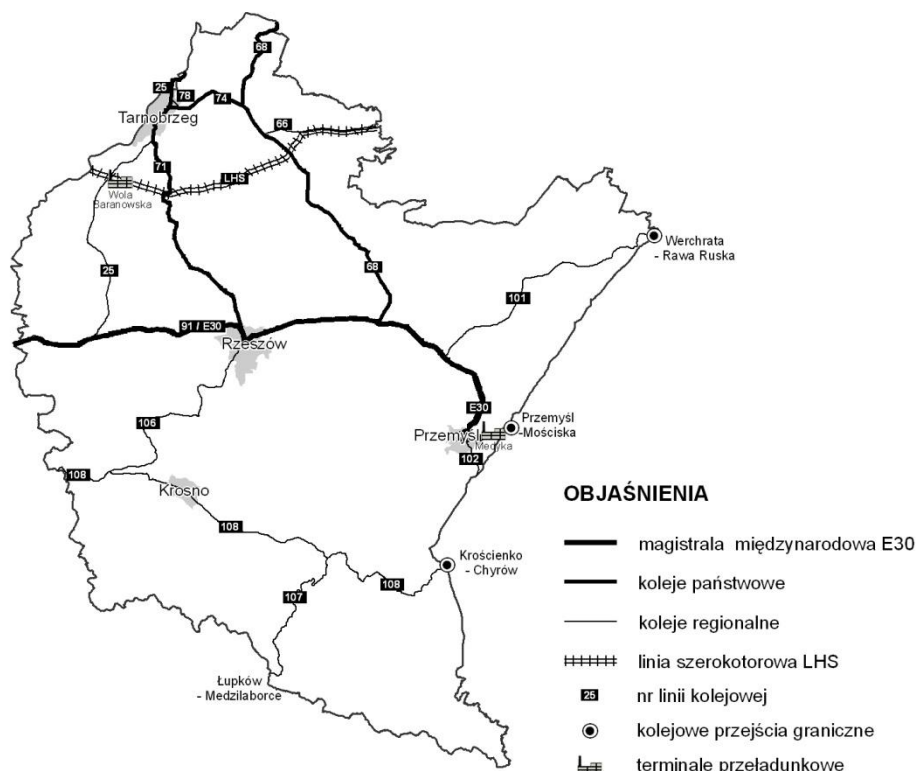 68
25
78
74
Tarnobrzeg
66
71
LHS
Wola
Baranowska
Werchrata
- Rawa Ruska
25
68
101
91 / E30
Rzeszów
E30
Przemyśl
Medyka
Przemyśl
-Mościska
106
102
108
Krosno
108
Krościenko
- Chyrów
108
107
Łupków
- Medzilaborce
OBJAŚNIENIA
magistrala międzynarodowa E30
koleje państwowe
koleje regionalne
linia szerokotorowa LHS
25 nr linii kolejowej
kolejowe przejścia graniczne
terminale przeładunkowe